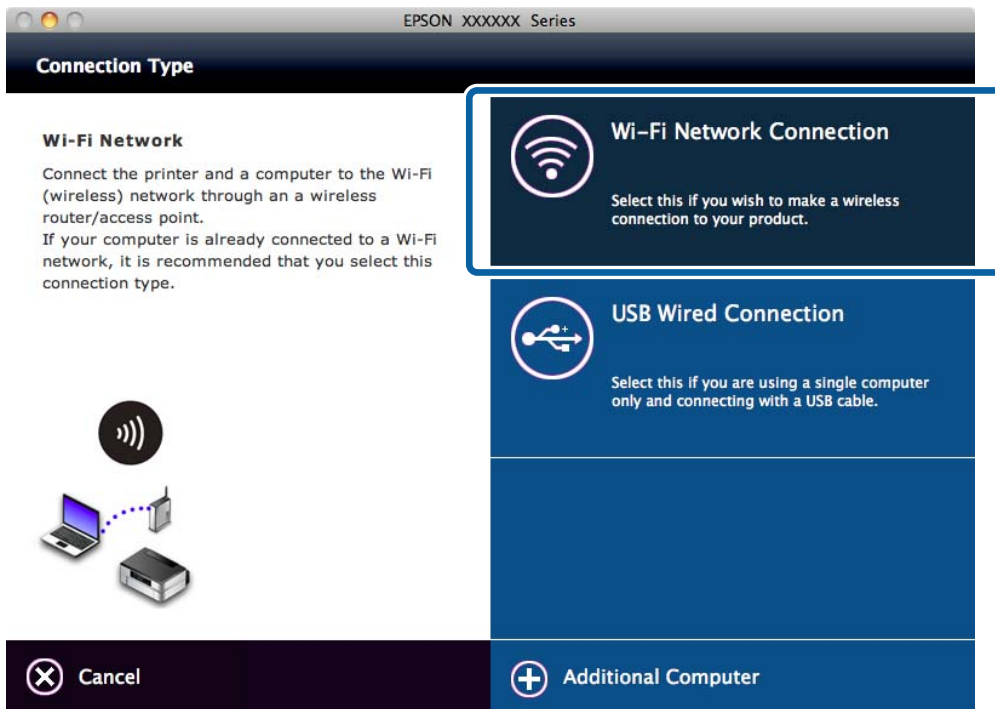 EPSON XXXXXX Series
Connection Type
Wi-Fi Network
Connect the printer and a computer to the Wi-Fi
(wireless) network through an a wireless
router/access point.
If your computer is already connected to a Wi-Fi
network, it is recommended that you select this
connection type.
Wi-Fi Network Connection
Select this if you wish to make a wireless
connection to your product.
USB Wired Connection
Select this if you are using a single computer
only and connecting with a USB cable.
Cancel
Additional Computer